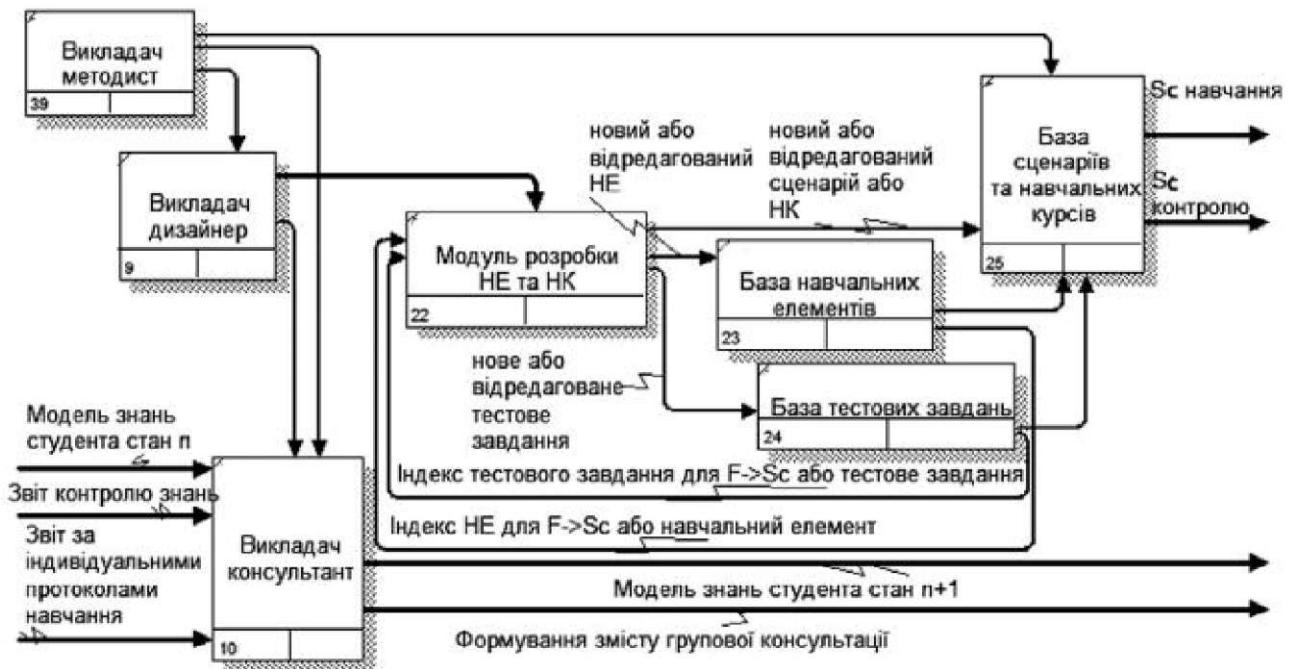 Викладач
методист
39
Викладач
дизайнер
9
новий або
відредагований
НЕ
новий або
відредагований
сценарій або
НК
База
сценаріїв
та навчальних
курсів
25
Sc навчання
Sc
контролю
Модуль розробки
НЕ та НК
22
База навчальних
елементів
23
нове або
відредаговане
тестове
завдання
База тестових завдань
24
Модель знань
студента стан n
Звіт контролю знань
Звіт за
індивідуальними
протоколами
навчання
Індекс тестового завдання для F->Sc або тестове завдання
Індекс НЕ для F->Sc або навчальний елемент
Викладач
консультант
10
Модель знань студента стан n+1
Формування змісту групової консультації